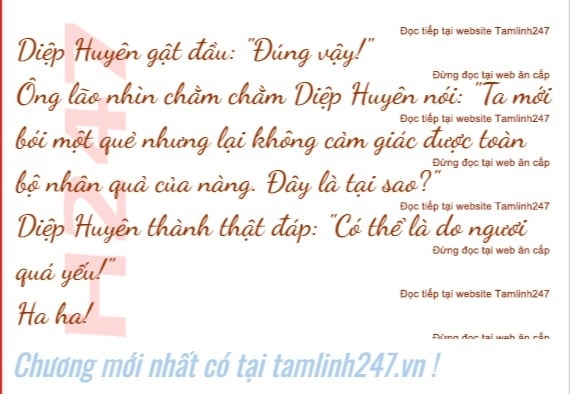 Đọc tiếp tại website Tamlinh247
Diệp Huyên gật đầu: "Đúng vậy!"
Đừng đọc tại web ăn cắp
Ông lão nhìn chằm chằm Diệp Huyên nói: "Ta mới
Đọc tiếp tại website Tamlinh247
bói một quẻ nhưng lại không cảm giác được toàn
Đừng đọc tại web ăn cắp
bộ nhân quả của nàng. Đây là tại sao?"
Đọc tiếp tại website Tamlinh247
Diệp Huyên thành thật đáp: "Có thể là do ngươi
Đừng đọc tại web ăn cắp
quá yếu!"
Đọc tiếp tại website Tamlinh247
Ha ha!
Đừng đọc tại web ăn cắp
H247
Chương mới nhất có tại tamlinh247.vn !